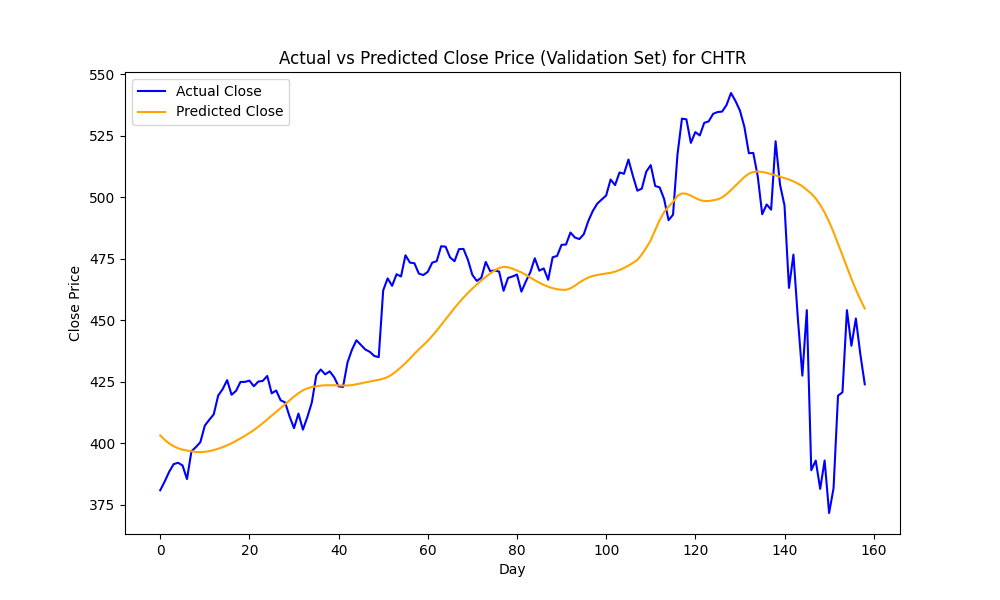 Actual vs Predicted Close Price (Validation Set) for CHTR
Actual Close
Predicted Close
Close Price
550
525
500
475
450
425
400
375
0 20 40 60 80 100 120 140 160
Day